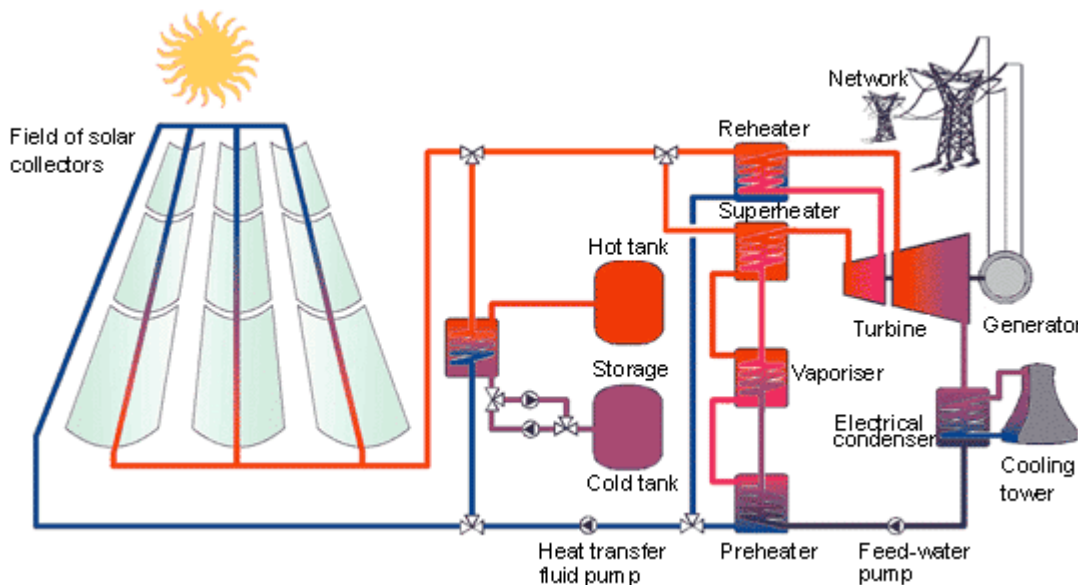 Network
Field of solar
collectors
Reheater
Superheater
Hot tank
Turbine
Generator
Storage
Vaporiser
Electrical
condenser
Cooling
tower
Cold tank
Heat transfer
fluid pump
Preheater
Feed-water
pump